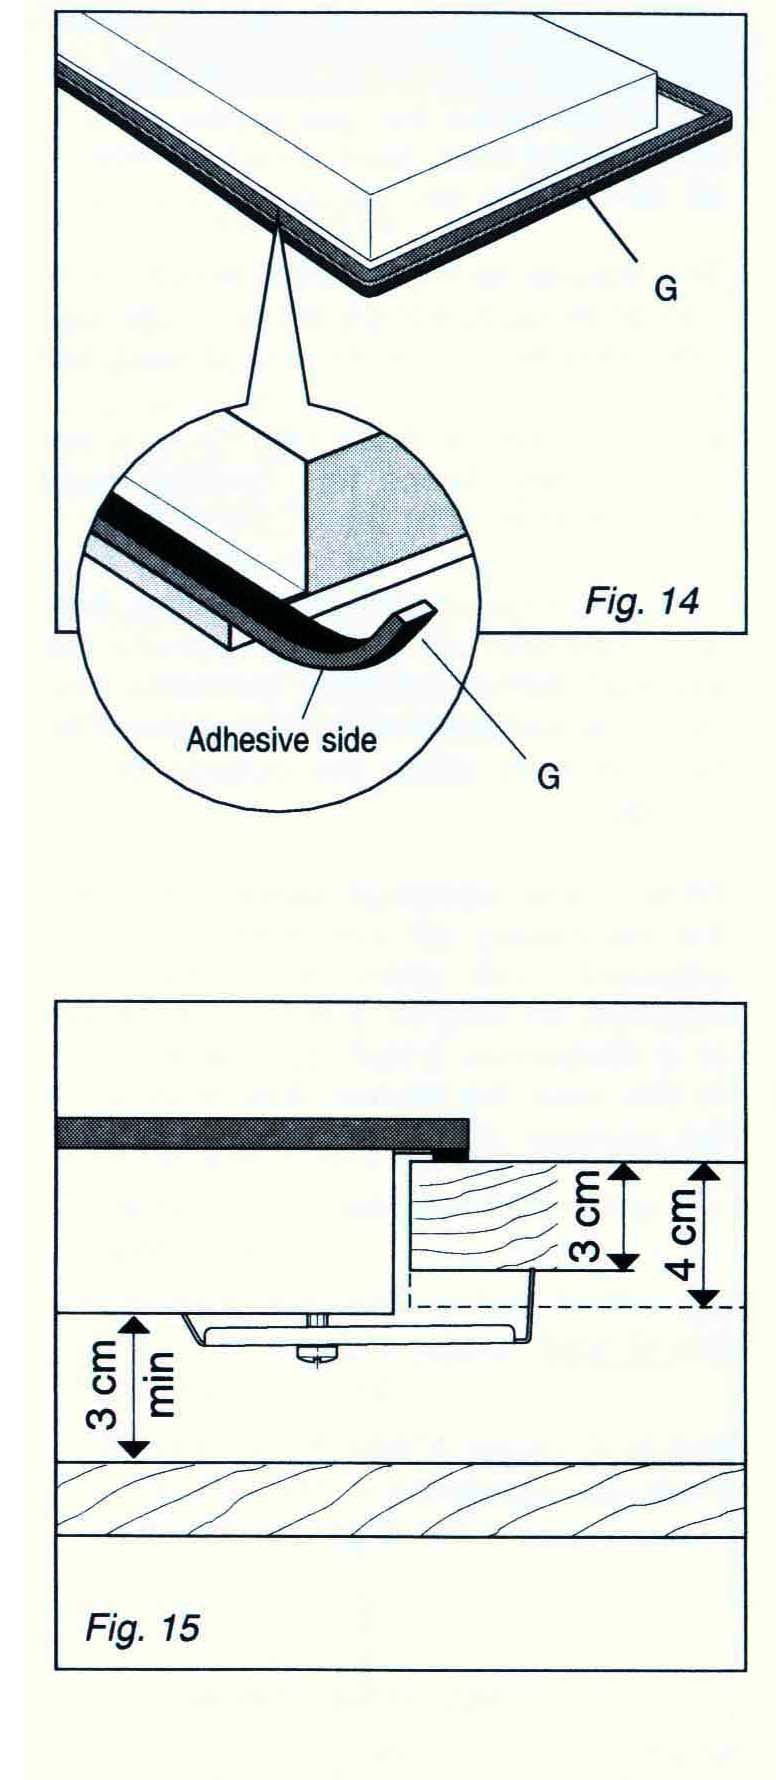 G
Fig. 14
Adhesive side
G
3 cm
4 cm
3 cm
min
Fig. 15